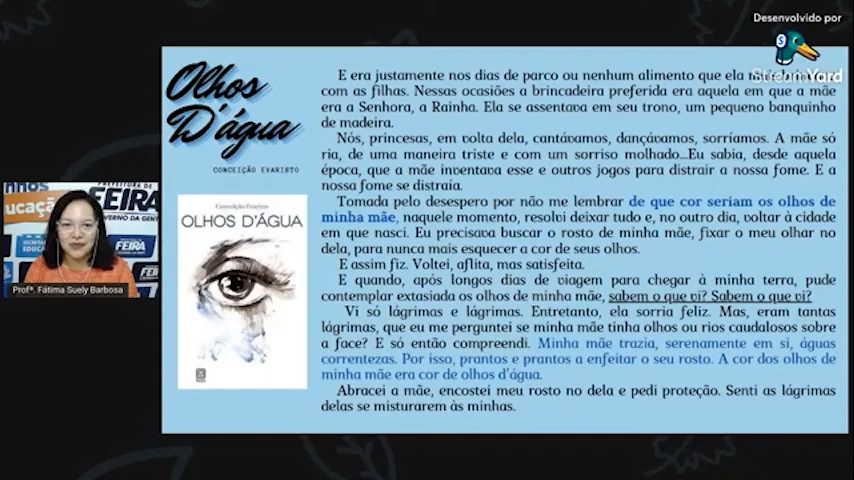 Desenvolvido por
StreamYard
Olhos
D'água
CONCEIÇÃO EVARISTO
Conceição Evaristo
OLHOS D'ÁGUA
E era justamente nos dias de parco ou nenhum alimento que ela
com as filhas. Nessas ocasiões a brincadeira preferida era aquela em que a mãe
era a Senhora, a Rainha. Ela se assentava em seu trono, um pequeno banquinho
de madeira.
Nós, princesas, em volta dela, cantávamos, dançávamos, sorríamos. A mãe só
ria, de uma maneira triste e com um sorriso molhado...Eu sabia, desde aquela
época, que a mãe inventava esse e outros jogos para distrair a nossa fome. E a
nossa fome se distraía.
Tomada pelo desespero por não me lembrar de que cor seriam os olhos de
minha mãe, naquele momento, resolvi deixar tudo e, no outro dia, voltar à cidade
em que nasci. Eu precisava buscar o rosto de minha mãe, fixar o meu olhar no
dela, para nunca mais esquecer a cor de seus olhos.
E assim fiz. Voltei, aflita, mas satisfeita.
E quando, após longos dias de viagem para chegar à minha terra, pude
contemplar extasiada os olhos de minha mãe, sabem o que vi? Sabem o que vi?
Vi só lágrimas e lágrimas. Entretanto, ela sorria feliz. Mas, eram tantas
lágrimas, que eu me perguntei se minha mãe tinha olhos ou rios caudalosos sobre
a face? E só então compreendi. Minha mãe trazia, serenamente em si, águas
correntezas. Por isso, prantos e prantos a enfeitar o seu rosto. A cor dos olhos de
minha mãe era cor de olhos d'água.
Abracei a mãe, encostei meu rosto no dela e pedi proteção. Senti as lágrimas
delas se misturarem às minhas.
PREFEITURA DE
FEIRA
GOVERNO DA GENTE
ucação
FEIRA
Profª. Fátima Suely Barbosa